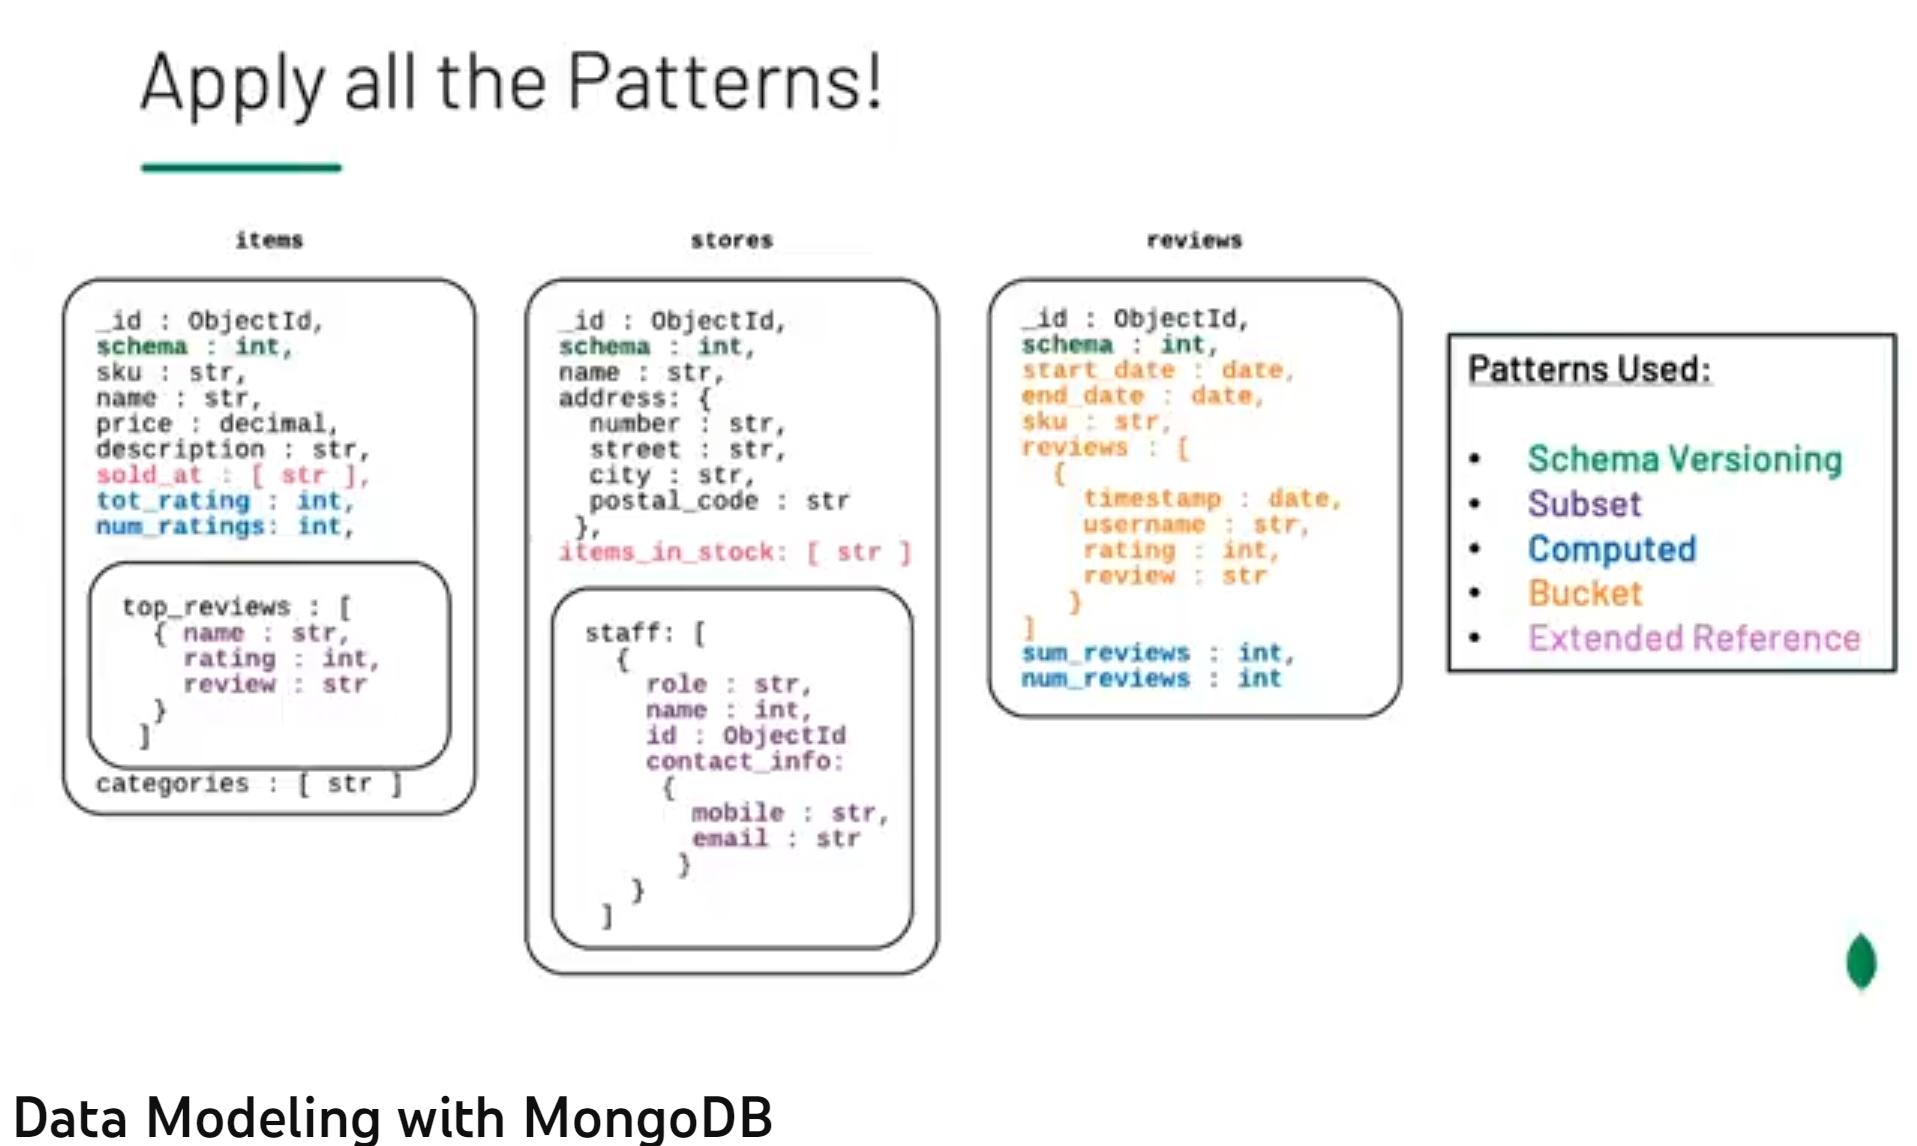 Apply all the Patterns!
items
_id : ObjectId,
schema : int,
sku : str,
name : str,
price : decimal,
description : str,
sold_at : [ str ],
tot_rating : int,
num_ratings: int,
top_reviews : [
{ name : str,
rating : int,
review : str
}
]
categories : [ str ]
stores
_id : ObjectId,
schema : int,
name : str,
address: {
number : str,
street : str,
city : str,
postal_code : str
},
items_in_stock: [ str ]
staff: [
{
role : str,
name : int,
id : ObjectId
contact_info:
{
mobile : str,
email : str
}
}
]
reviews
_id : ObjectId,
schema : int,
start_date : date,
end_date : date,
sku : str,
reviews : [
{
timestamp : date,
username : str,
rating : int,
review : str
}
]
sum_reviews : int,
num_reviews : int
Patterns Used:
• Schema Versioning
• Subset
• Computed
• Bucket
• Extended Reference
Data Modeling with MongoDB